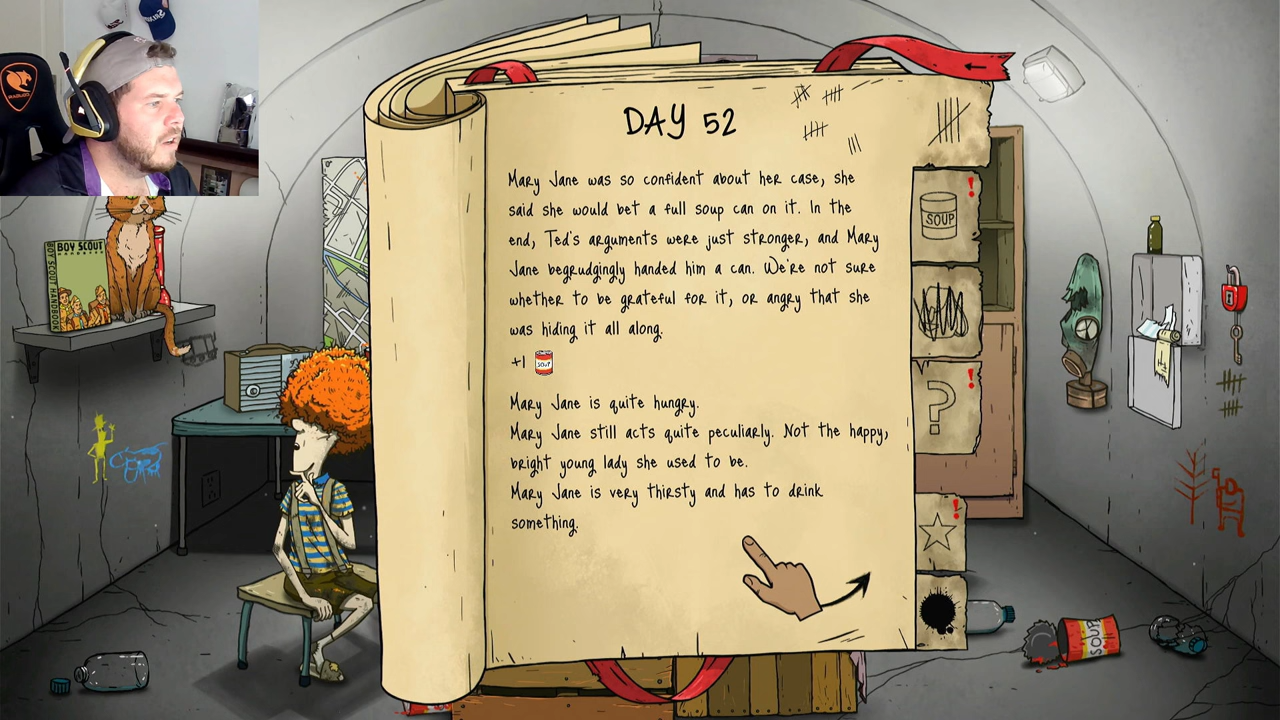 DAY 52
Mary Jane was so confident about her case, she
said she would bet a full soup can on it. In the
end, Ted's arguments were just stronger, and Mary
Jane begrudgingly handed him a can. We're not sure
whether to be grateful for it, or angry that she
was hiding it all along.
+1 SOUP
Mary Jane is quite hungry.
Mary Jane still acts quite peculiarly. Not the happy,
bright young lady she used to be.
Mary Jane is very thirsty and has to drink
something.
! SOUP
! ?
!
BOY SCOUT
BOY SCOUT HANDBOOK
SOUP